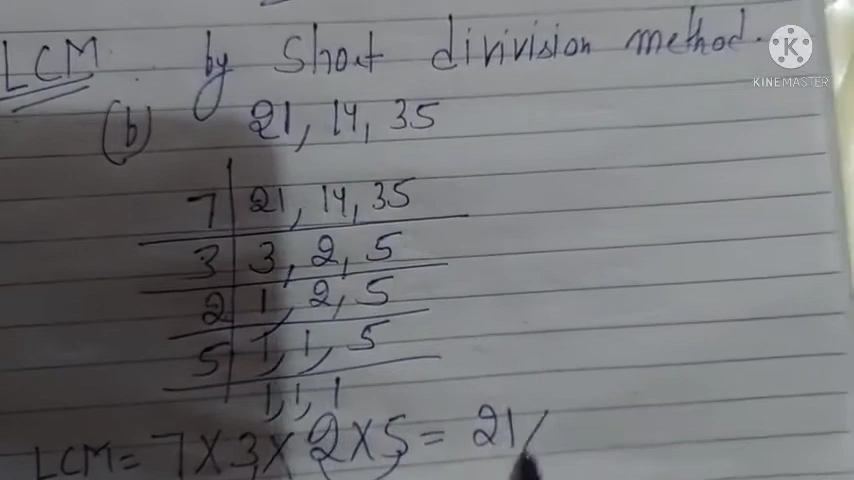 LCM by Short divivision method.
K
KINEMASTER
(b) 21, 14, 35
7 | 21, 14, 35
3 | 3, 2, 5
2 | 1, 2, 5
5 | 1, 1, 5
1, 1, 1
LCM = 7 X 3 X 2 X 5 = 21